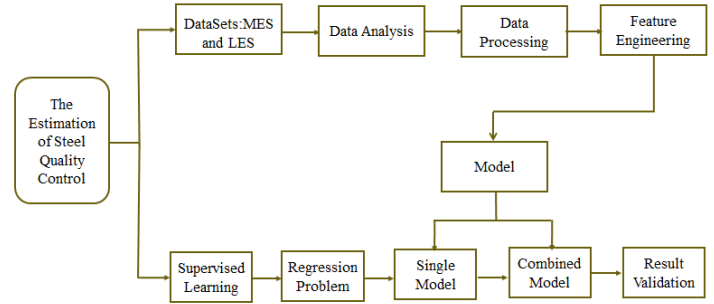 The
Estimation
of Steel
Quality
Control
DataSets:MES
and LES
Data Analysis
Data
Processing
Feature
Engineering
Model
Supervised
Learning
Regression
Problem
Single
Model
Combined
Model
Result
Validation